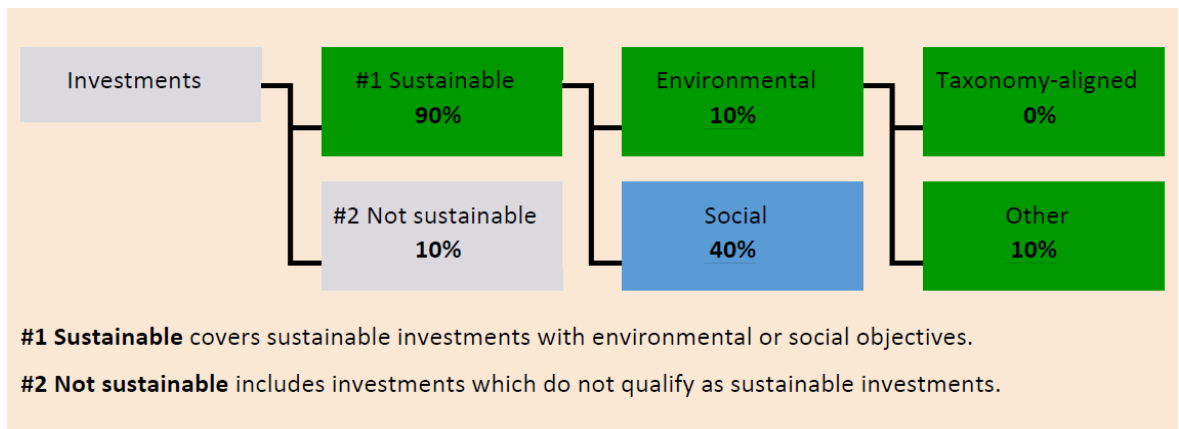 Investments
#1 Sustainable
90%
#2 Not sustainable
10%
Environmental
10%
Social
40%
Taxonomy-aligned
0%
Other
10%
#1 Sustainable covers sustainable investments with environmental or social objectives.
#2 Not sustainable includes investments which do not qualify as sustainable investments.